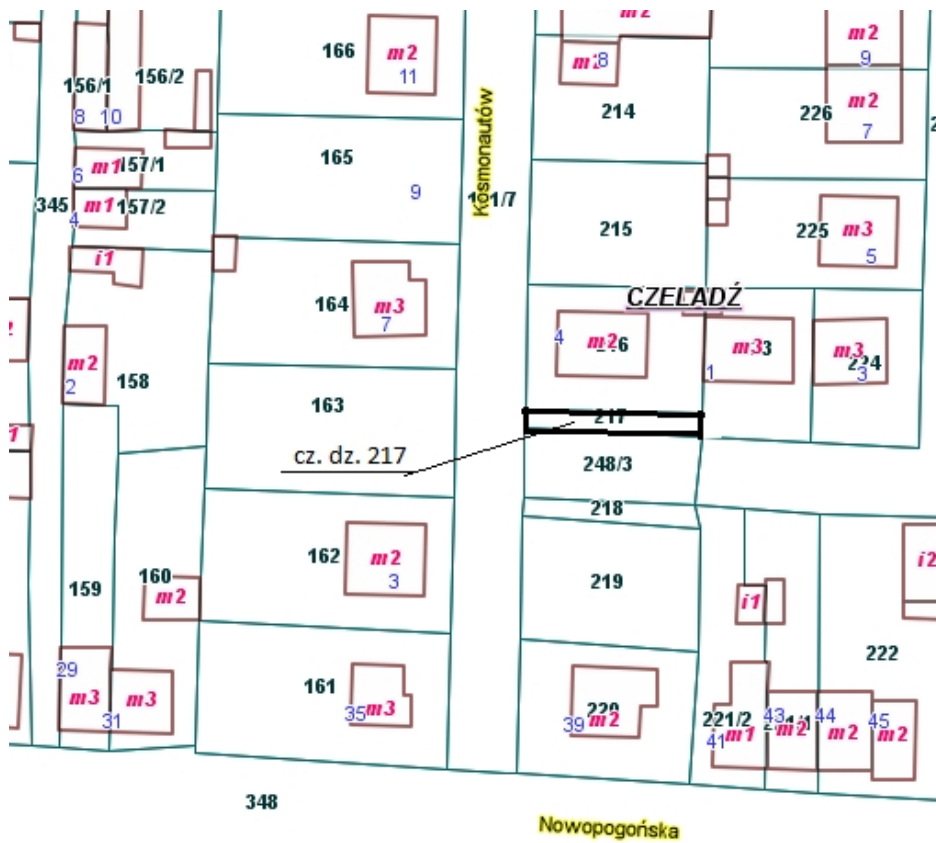 m2
166
m2
11
m2
8
m2
9
156/1
156/2
8
10
214
226
m2
7
Kosmonautów
165
9
6
m1
157/1
345
m1
157/2
4
215
225
m3
5
i1
164
m3
7
CZELADŹ
4
m2
m3
1
m3
3
m2
2
158
163
217
cz. dz. 217
248/3
218
162
m2
3
159
160
m2
219
i1
i2
222
29
m3
31
m3
161
35
m3
220
39
m2
221/2
41
m1
43
m2
44
m2
45
m2
348
Nowopogońska